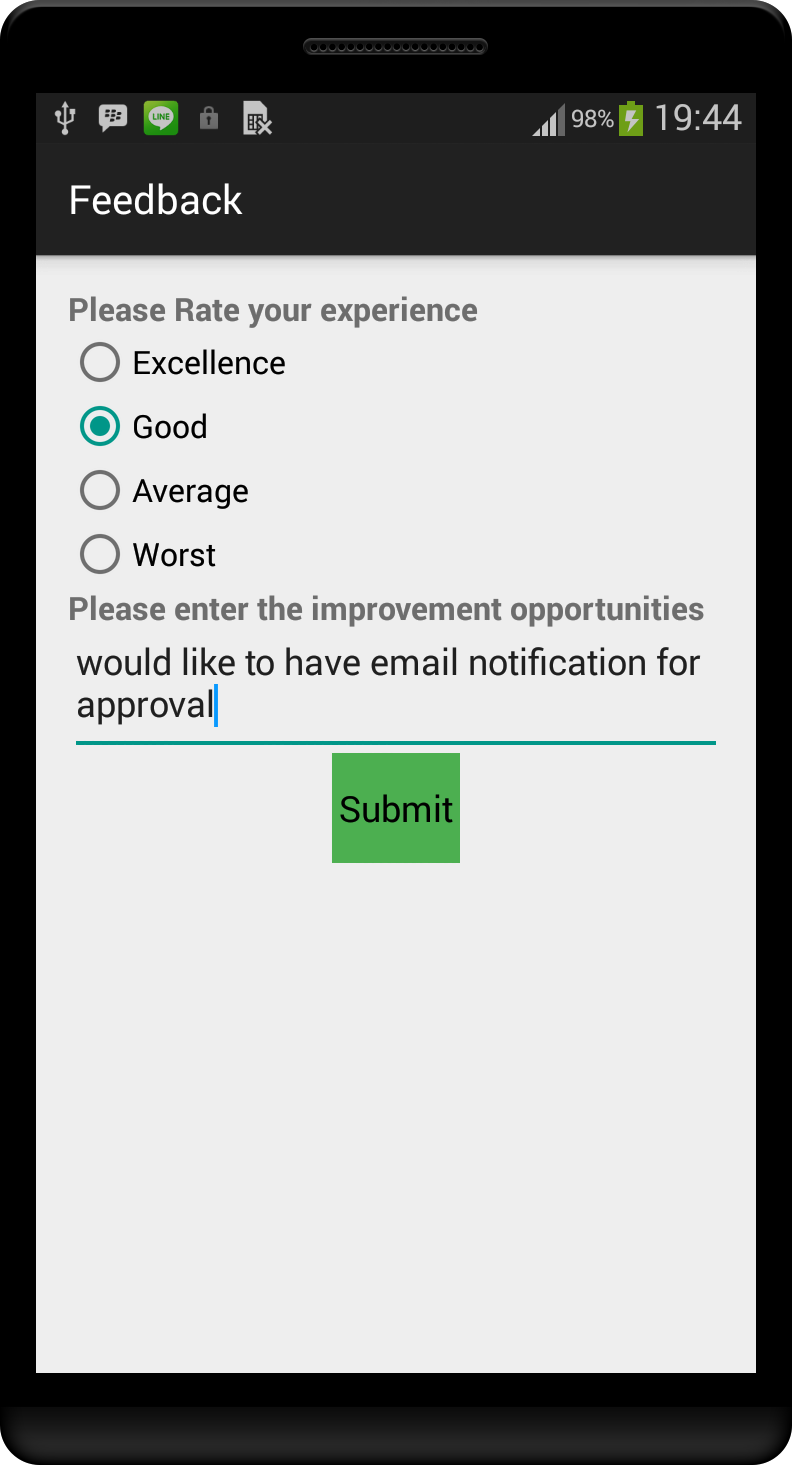 LINE
98% 19:44
Feedback
Please Rate your experience
Excellence
Good
Average
Worst
Please enter the improvement opportunities
would like to have email notification for
approval
Submit